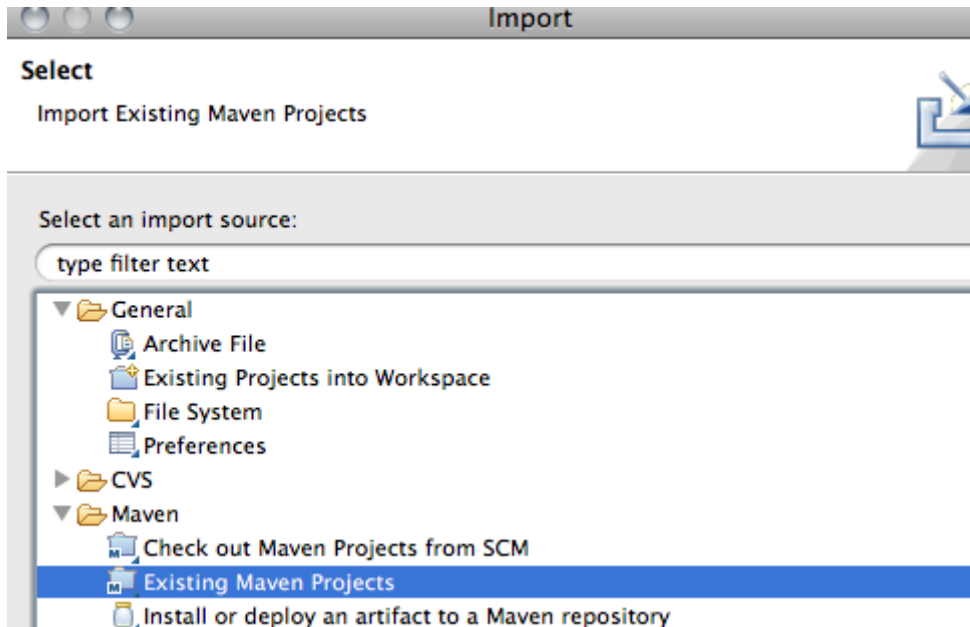 Import
Select
Import Existing Maven Projects
Select an import source:
type filter text
General
Archive File
Existing Projects into Workspace
File System
Preferences
CVS
Maven
Check out Maven Projects from SCM
Existing Maven Projects
Install or deploy an artifact to a Maven repository